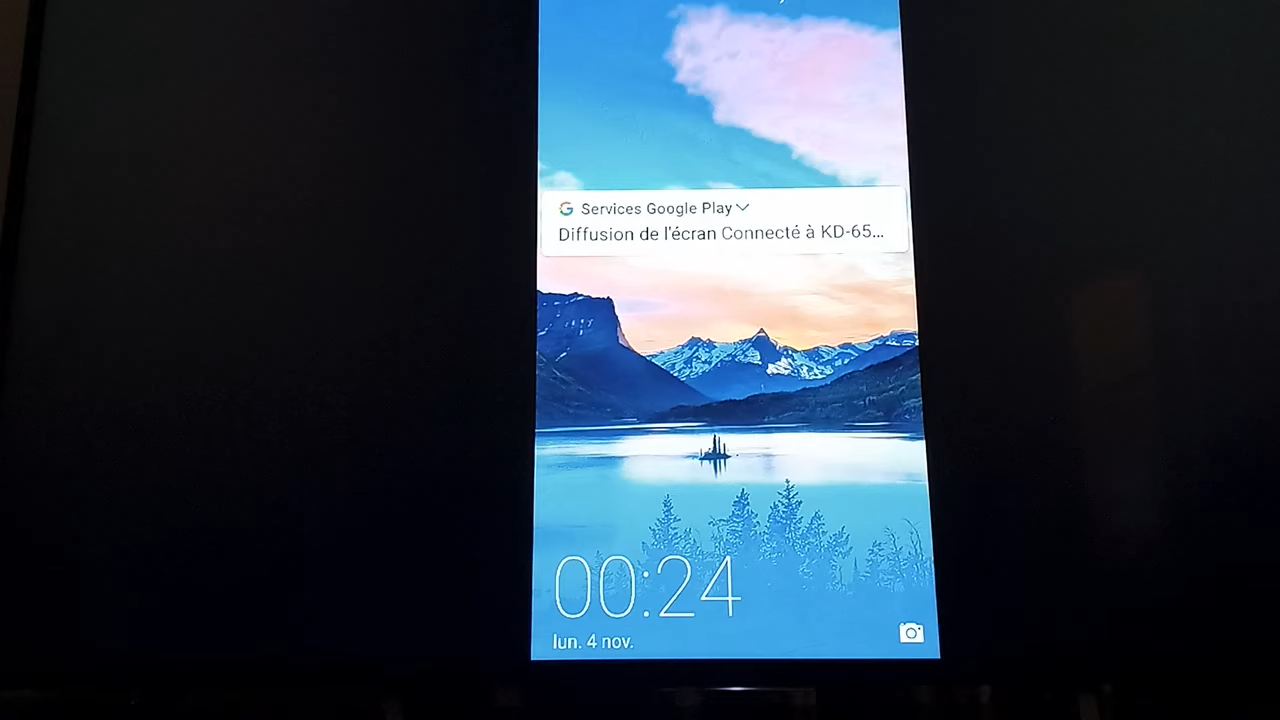 Services Google Play
Diffusion de l'écran Connecté à KD-65...
00:24
lun. 4 nov.